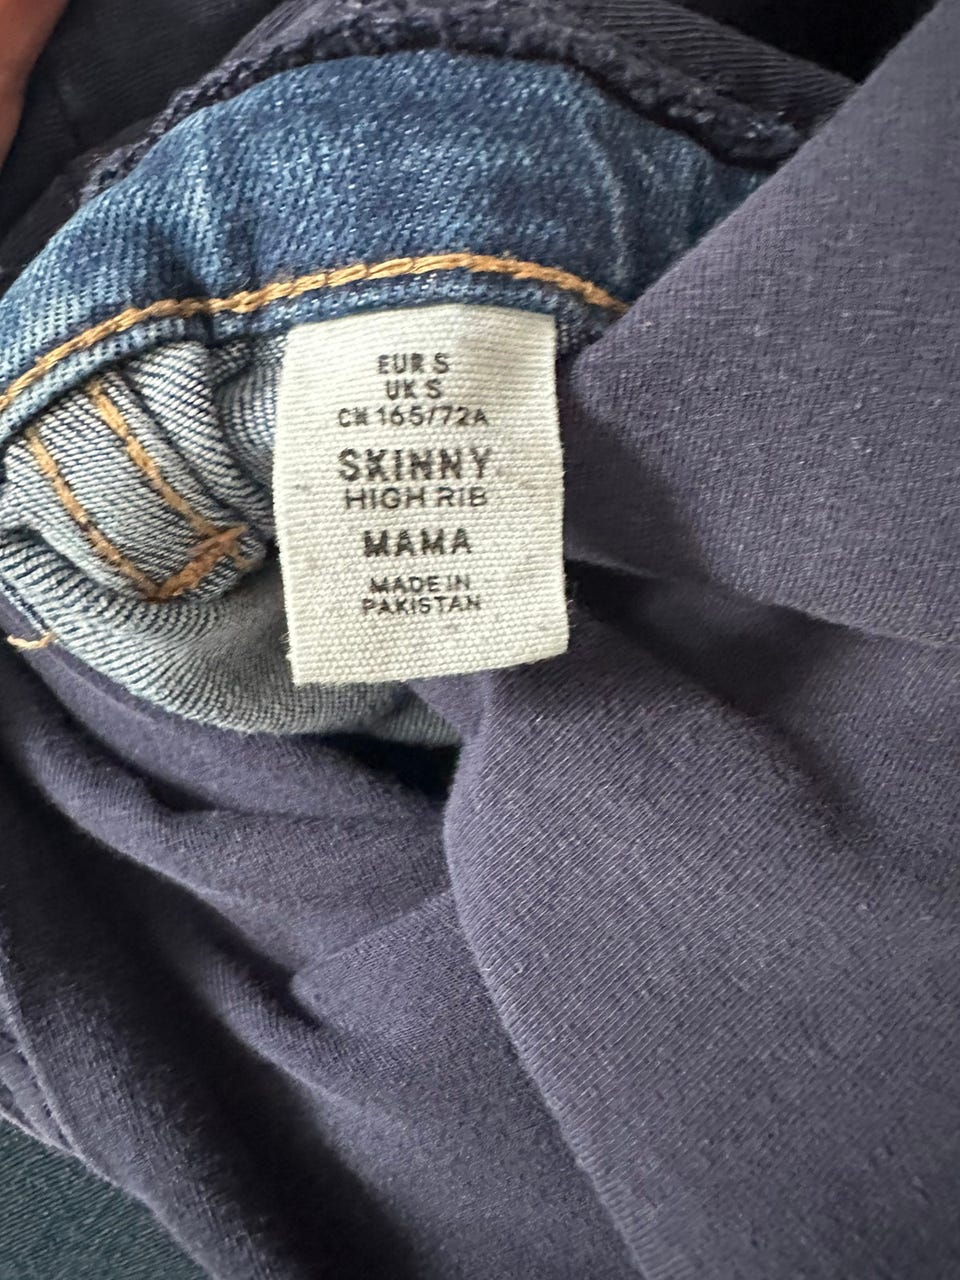 EUR S
UK S
CN 165/72A
SKINNY
HIGH RIB
MAMA
MADE IN
PAKISTAN